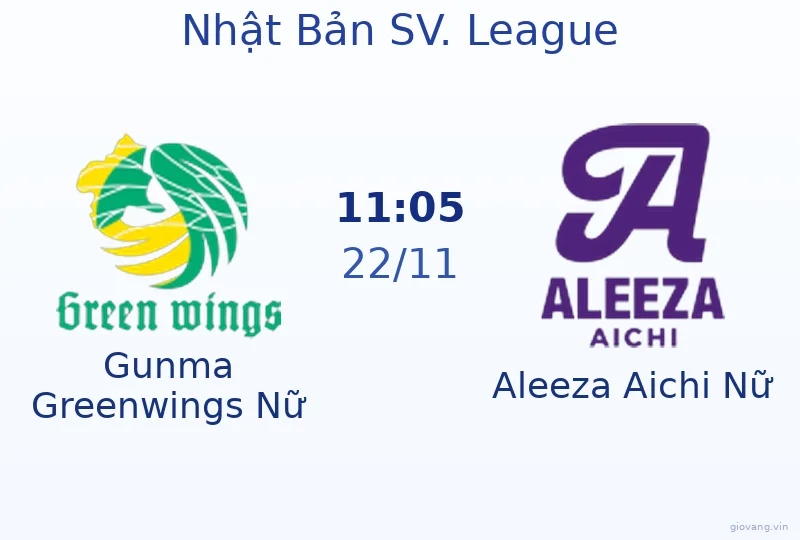 Nhật Bản SV. League
Green wings
ALEEZA
AICHI
11:05
22/11
Gunma
Greenwings Nữ
Aleeza Aichi Nữ
giovang.vin